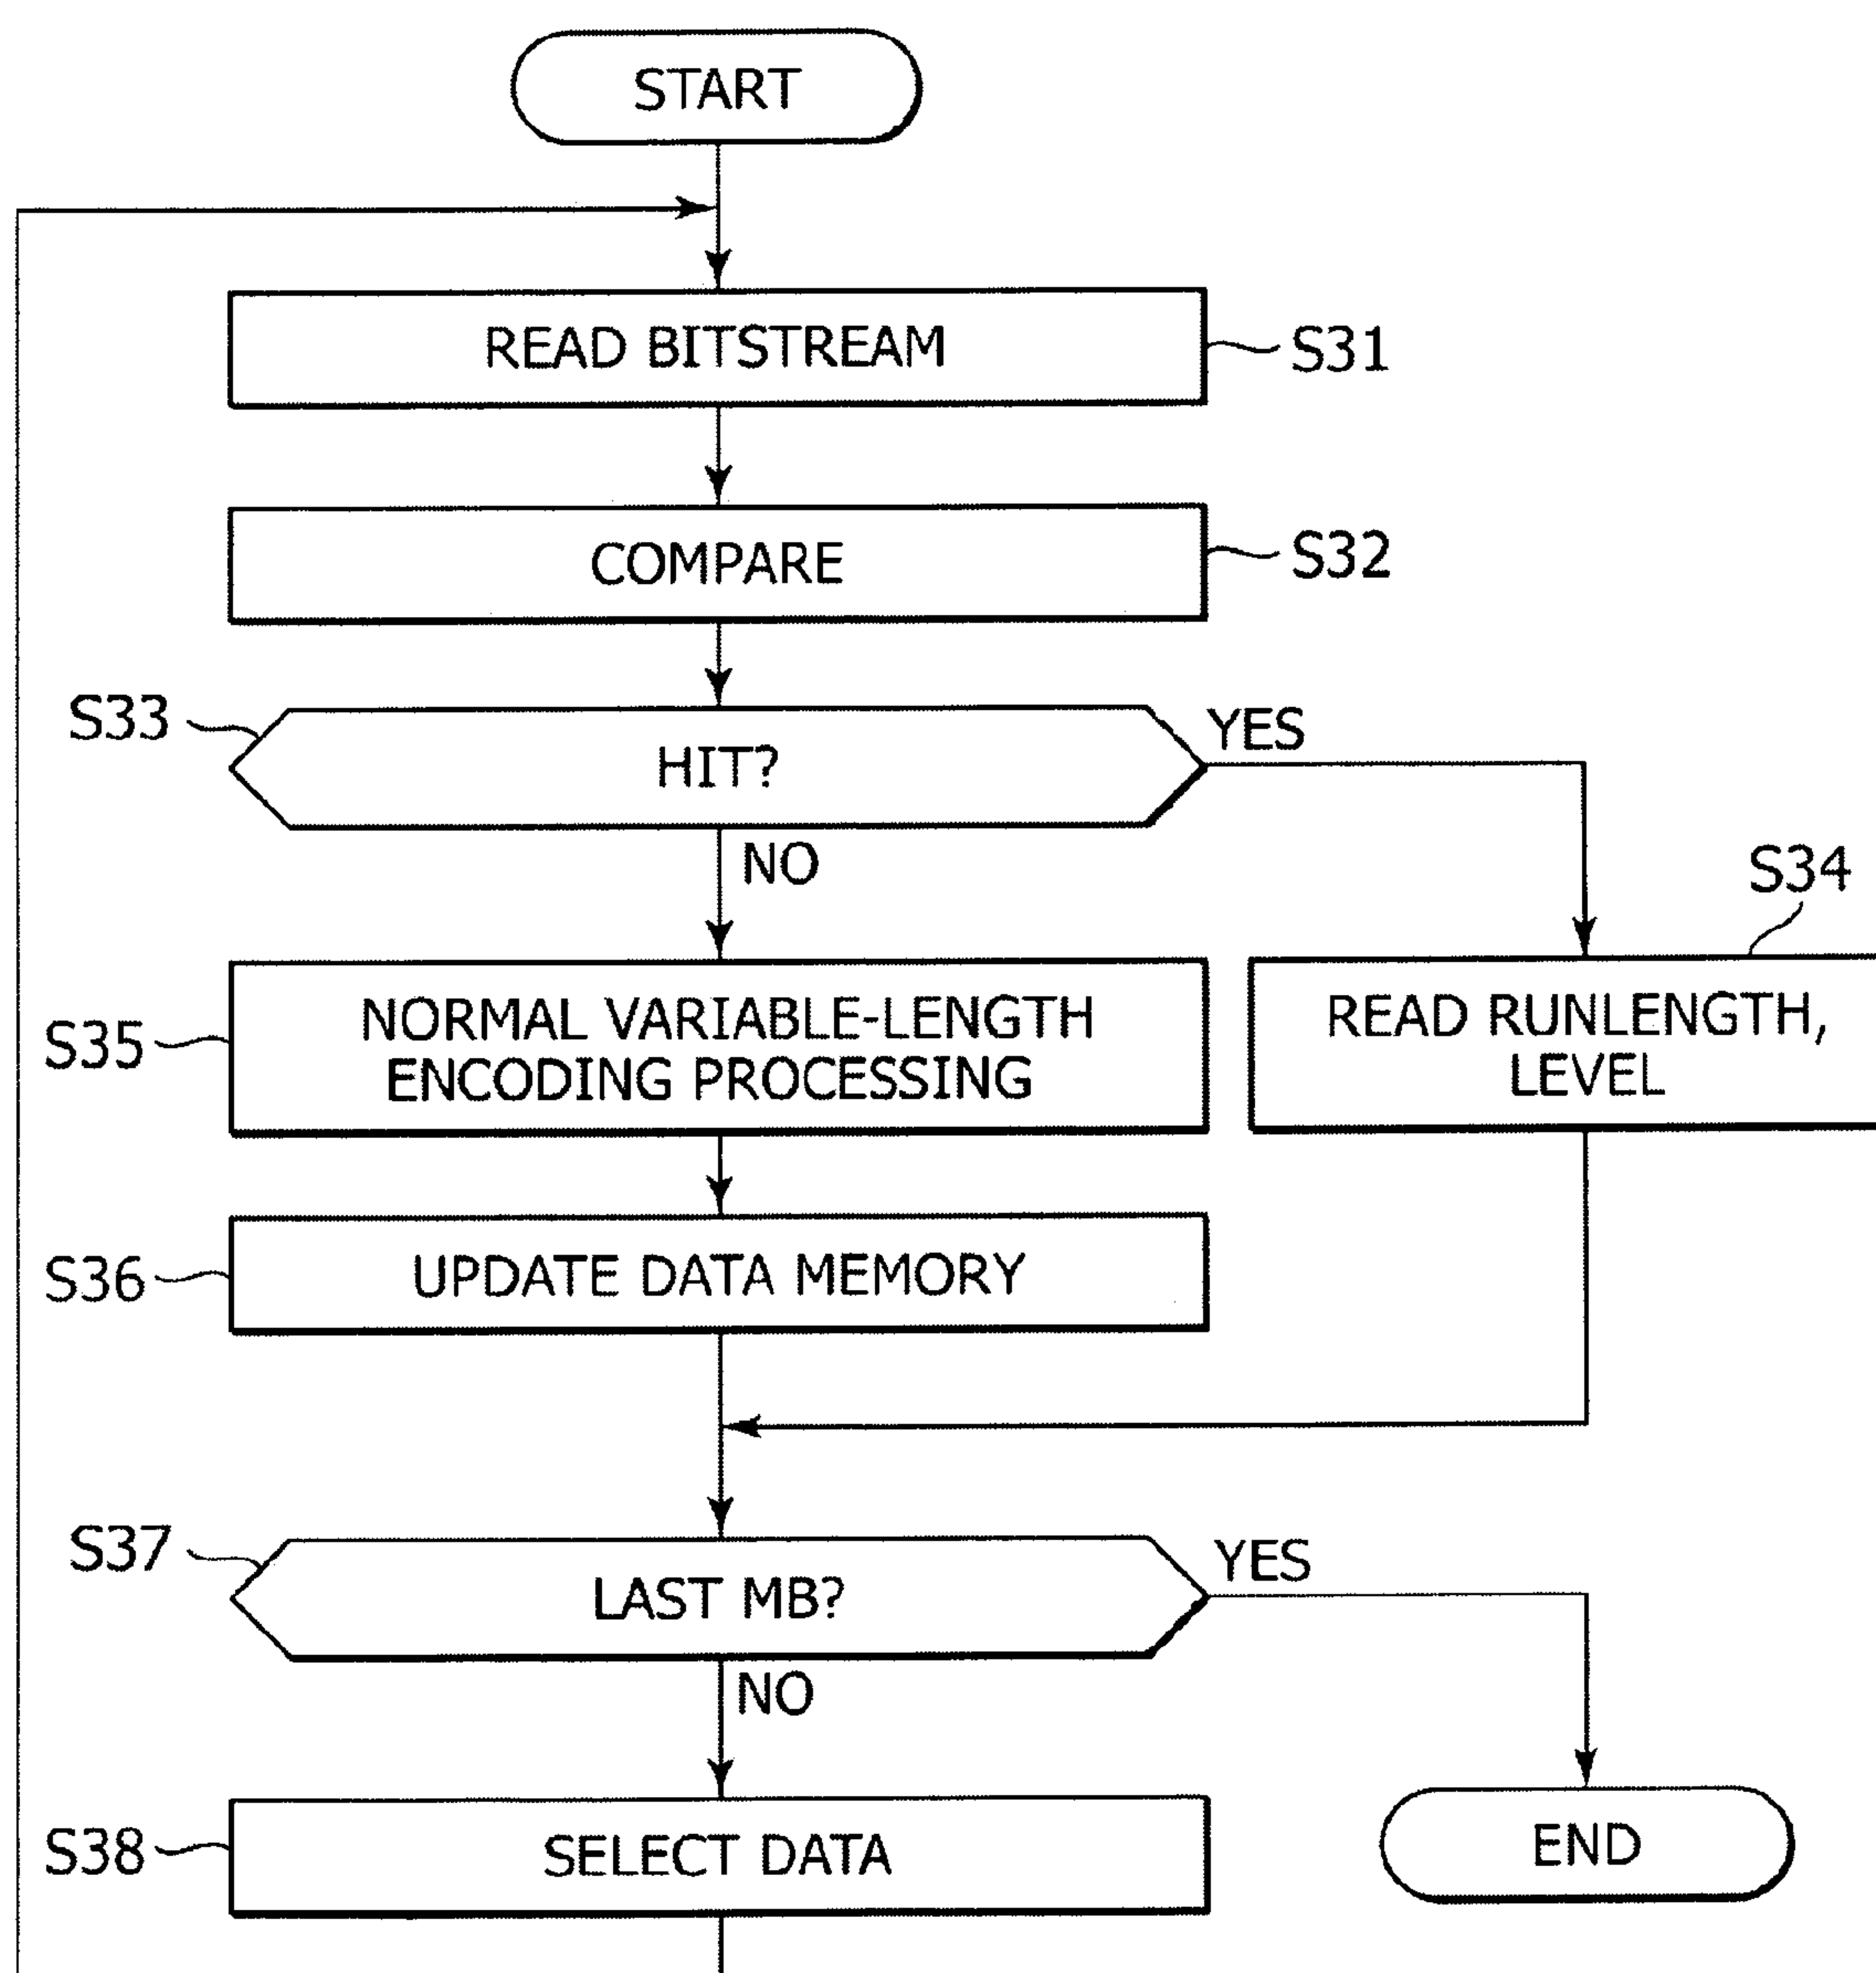 START
READ BITSTREAM
S31
COMPARE
S32
S33
HIT?
YES
NO
S34
S35
NORMAL VARIABLE-LENGTH
ENCODING PROCESSING
READ RUNLENGTH,
LEVEL
S36
UPDATE DATA MEMORY
S37
LAST MB?
YES
NO
S38
SELECT DATA
END